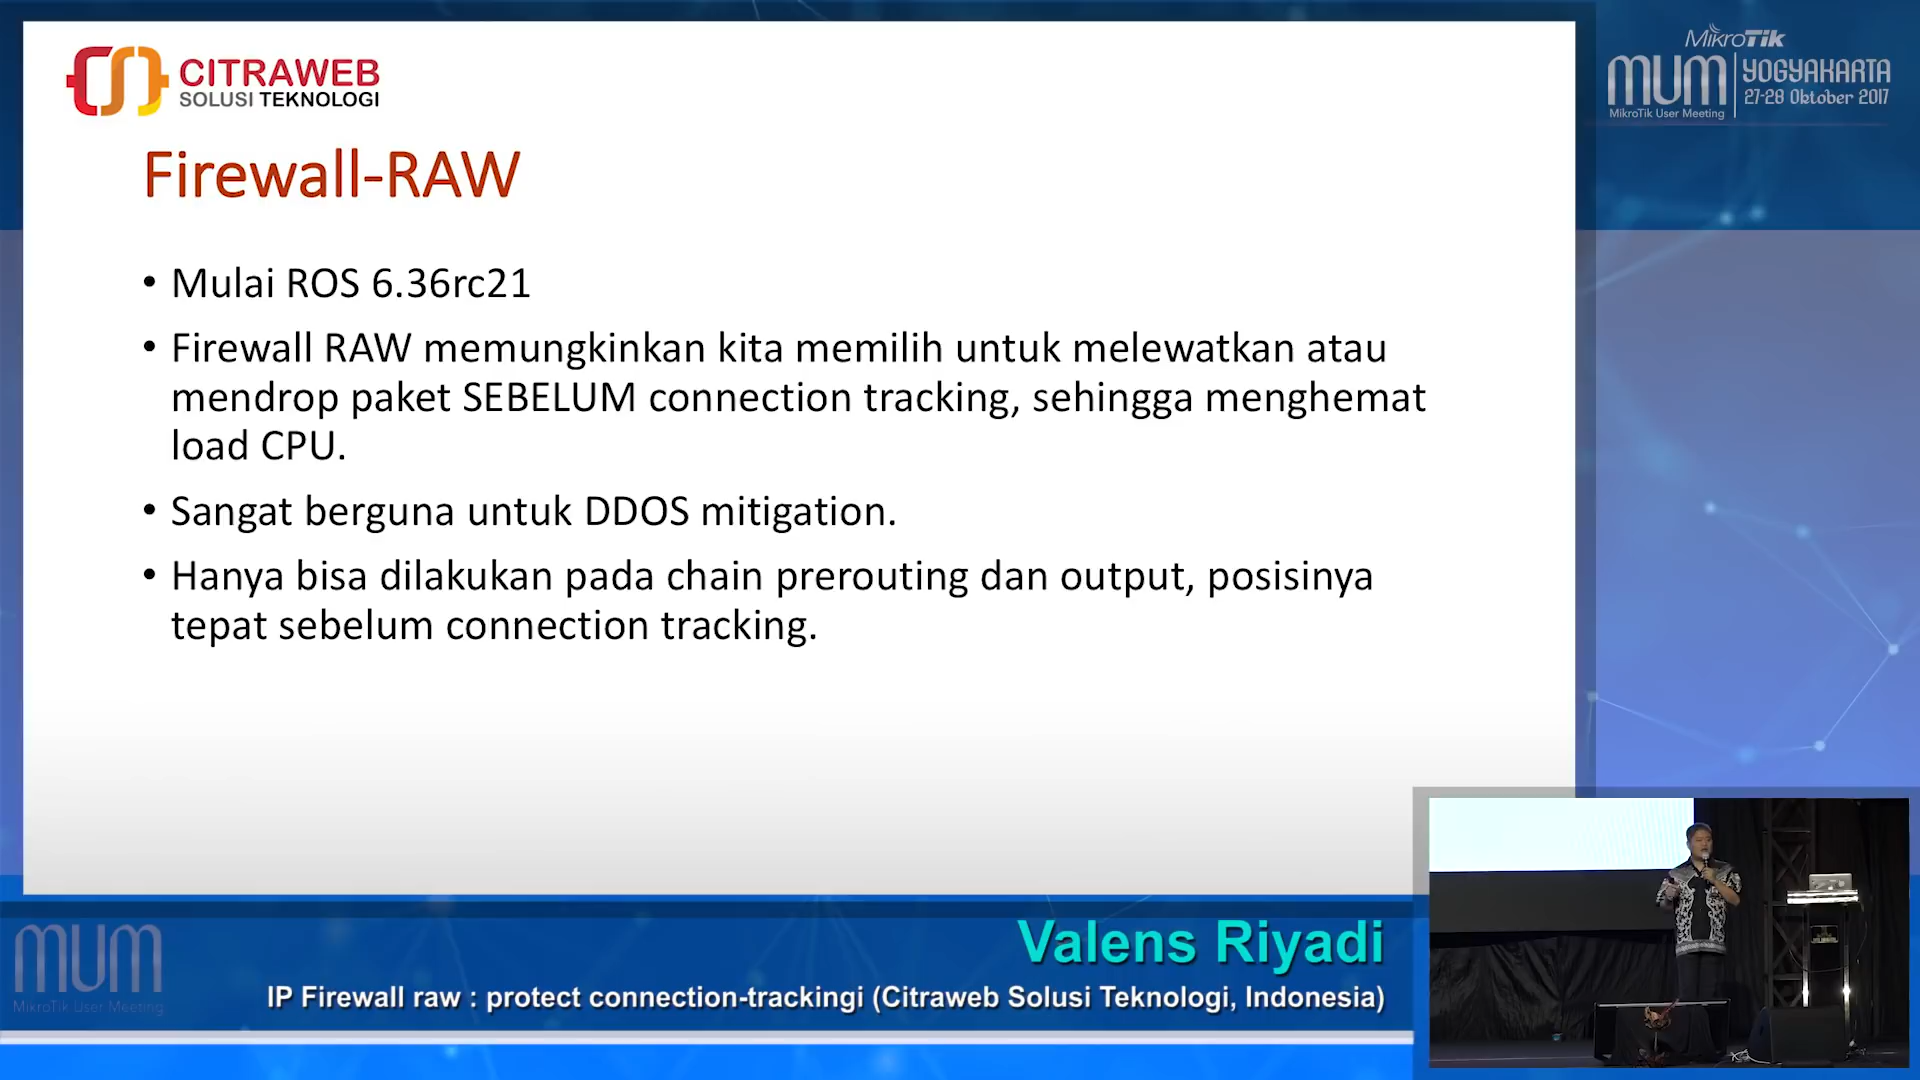 CITRAWEB
SOLUSI TEKNOLOGI
MikroTik
mum
MikroTik User Meeting
YOGYAKARTA
27-28 Oktober 2017
Firewall-RAW
• Mulai ROS 6.36rc21
• Firewall RAW memungkinkan kita memilih untuk melewatkan atau
mendrop paket SEBELUM connection tracking, sehingga menghemat
load CPU.
• Sangat berguna untuk DDOS mitigation.
• Hanya bisa dilakukan pada chain prerouting dan output, posisinya
tepat sebelum connection tracking.
mum
MikroTik User Meeting
Valens Riyadi
IP Firewall raw : protect connection-trackingi (Citraweb Solusi Teknologi, Indonesia)